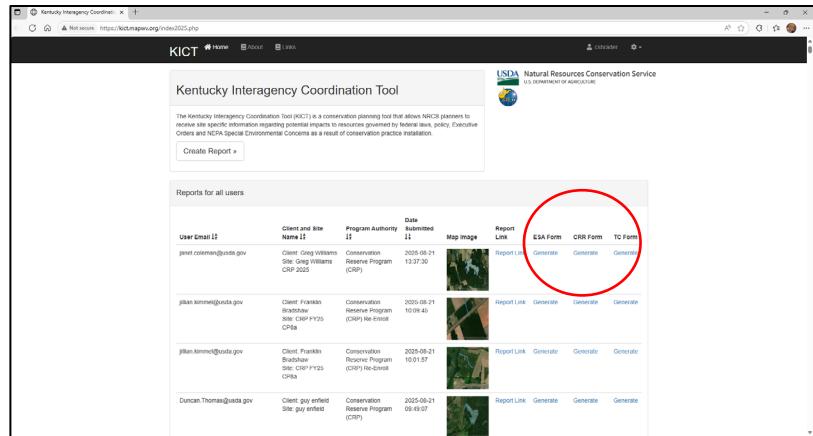 Kentucky Interagency Coordinati
Not secure https://kict.mapwv.org/index2025.php
KICT Home About Links cshrader
Kentucky Interagency Coordination Tool
The Kentucky Interagency Coordination Tool (KICT) is a conservation planning tool that allows NRCS planners to
receive site specific information regarding potential impacts to resources governed by federal laws, policy, Executive
Orders and NEPA Special Environmental Concerns as a result of conservation practice
installation.
Create Report »
USDA Natural Resources Conservation Service
U.S. DEPARTMENT OF AGRICULTURE
Reports for all users
User Email
Client and Site
Name
Program Authority
Date
Submitted
Map Image
Report
Link
ESA Form
CRR Form
TC Form
janet.coleman@usda.gov
Client: Greg Williams
Site: Greg Williams
CRP 2025
Conservation
Reserve Program
(CRP)
2025-08-21
13:37:30
Report Link Generate Generate Generate
jillian.kimmel@usda.gov
Client: Franklin
Bradshaw
Site: CRP FY25
CP8a
Conservation
Reserve Program
(CRP) Re-Enroll
2025-08-21
10:09:45
Report Link Generate Generate Generate
jillian.kimmel@usda.gov
Client: Franklin
Bradshaw
Site: CRP FY25
CP8a
Conservation
Reserve Program
(CRP) Re-Enroll
2025-08-21
10:01:57
Report Link Generate Generate Generate
Duncan.Thomas@usda.gov
Client: guy enfield
Site: guy enfield
Conservation
Reserve Program
(CRP)
2025-08-21
09:49:07
Report Link Generate Generate Generate